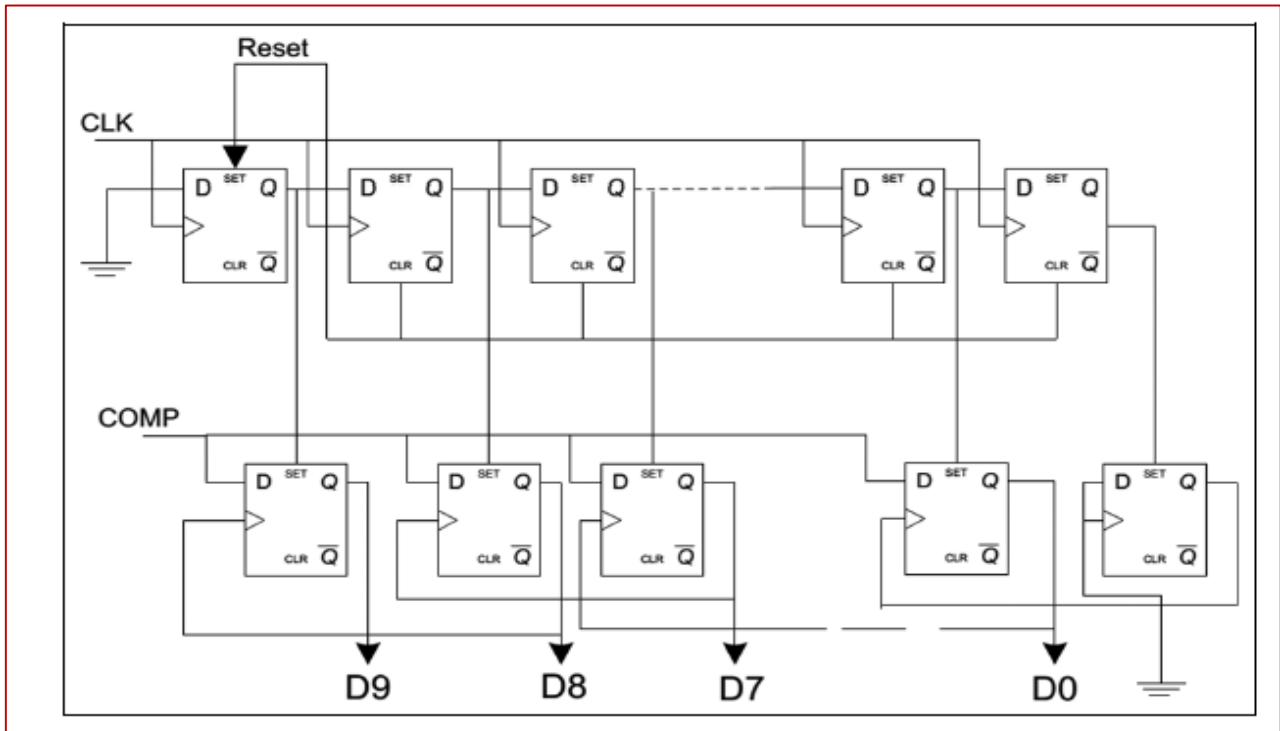 Reset
CLK
D SET Q D SET Q D SET Q D SET Q D SET Q
CLR Q̅ CLR Q̅ CLR Q̅ CLR Q̅ CLR Q̅
COMP
D SET Q D SET Q D SET Q D SET Q D SET Q
CLR Q̅ CLR Q̅ CLR Q̅ CLR Q̅ CLR Q̅
D9 D8 D7 D0